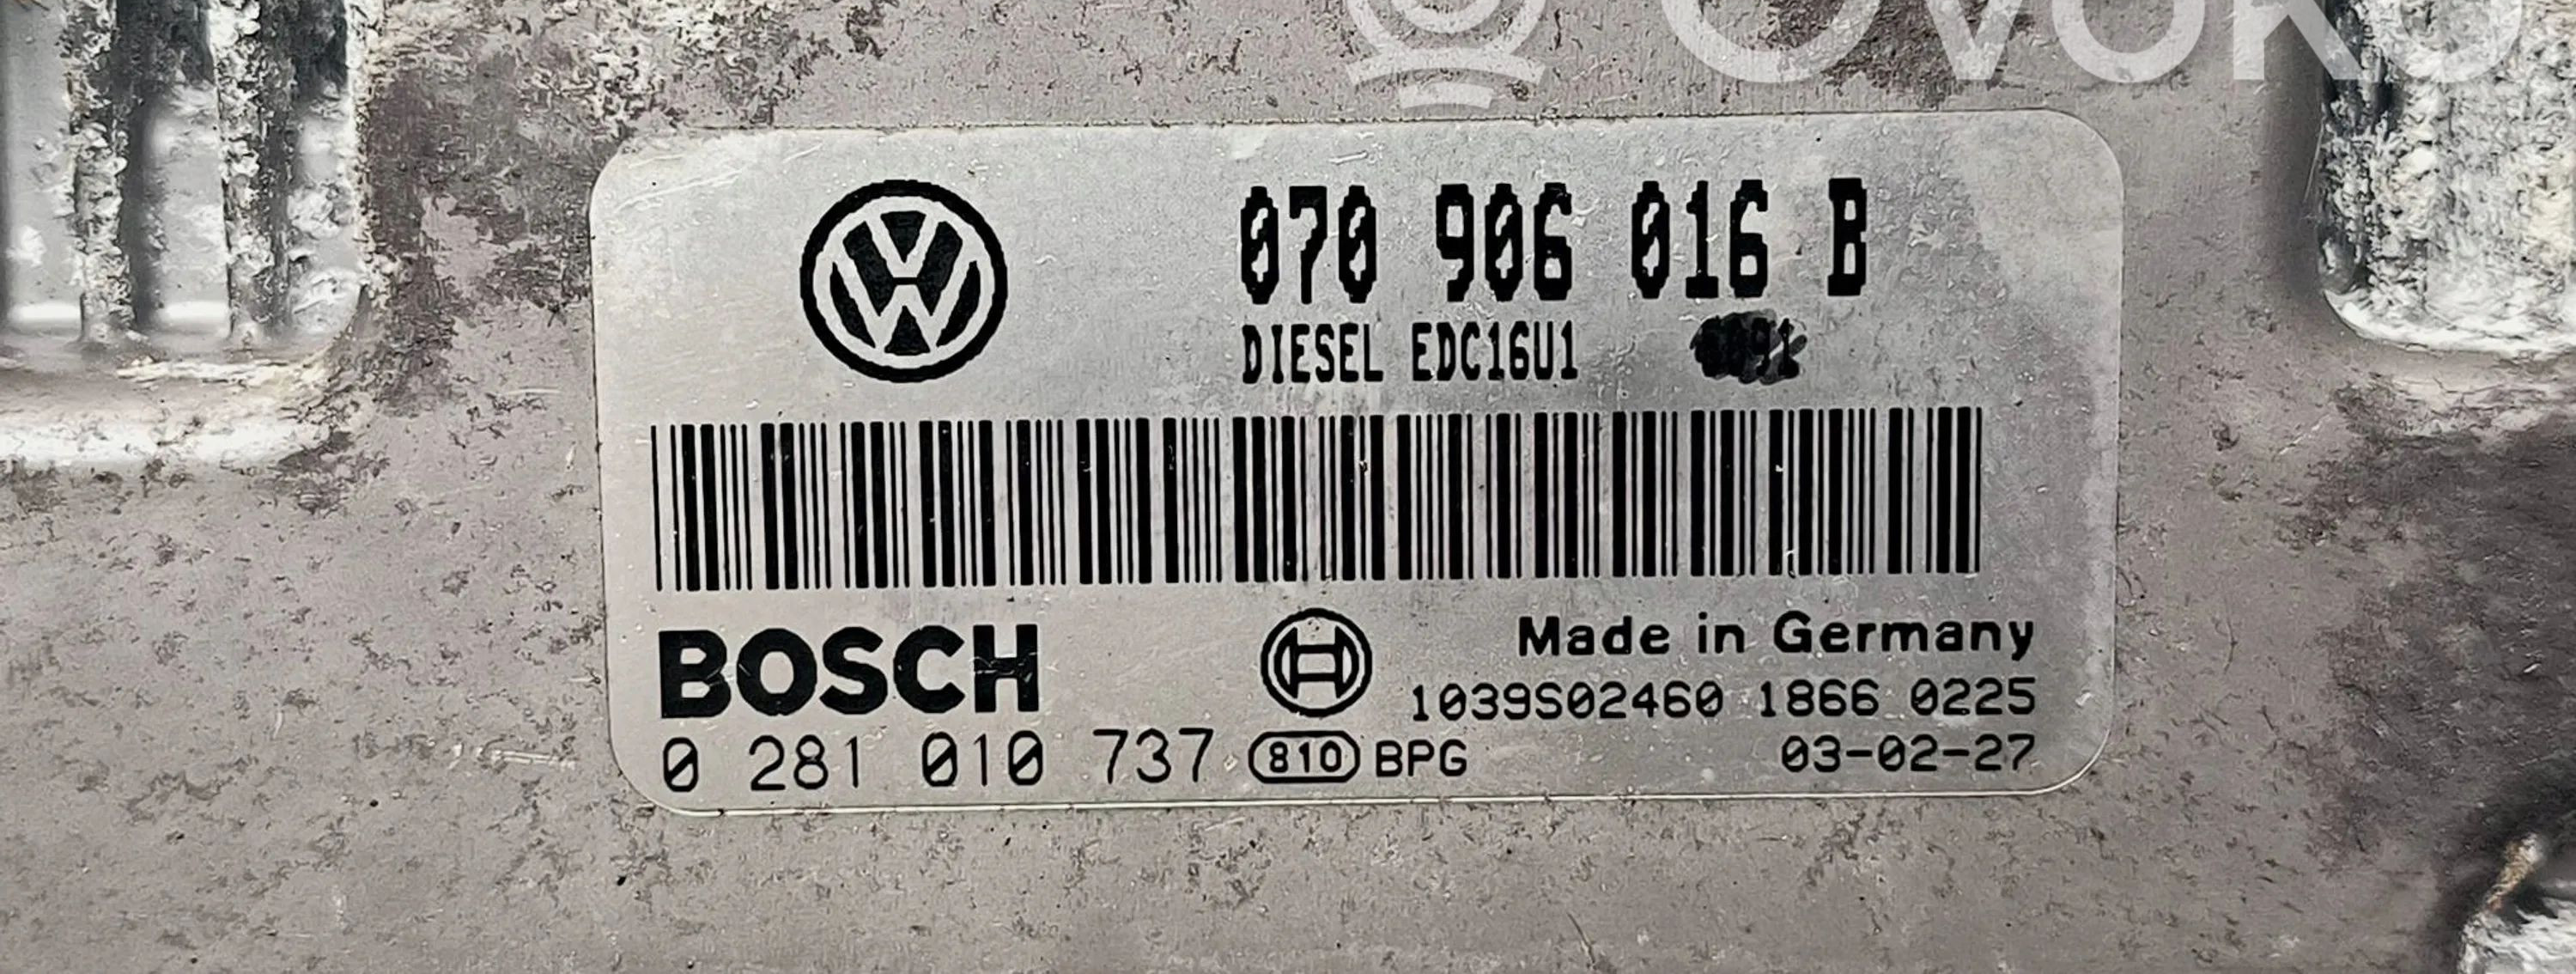 OVOKO
070 906 016 B
DIESEL EDC16U1
BOSCH
Made in Germany
1039S02460 1866 0225
0 281 010 737 810 BPG 03-02-27